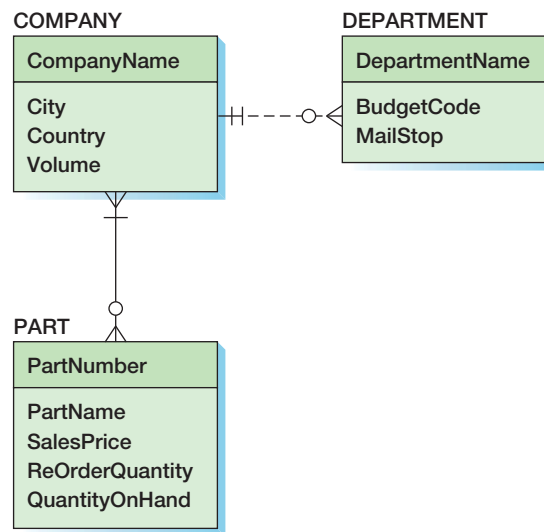 COMPANY
CompanyName
City
Country
Volume
DEPARTMENT
DepartmentName
BudgetCode
MailStop
PART
PartNumber
PartName
SalesPrice
ReOrderQuantity
QuantityOnHand